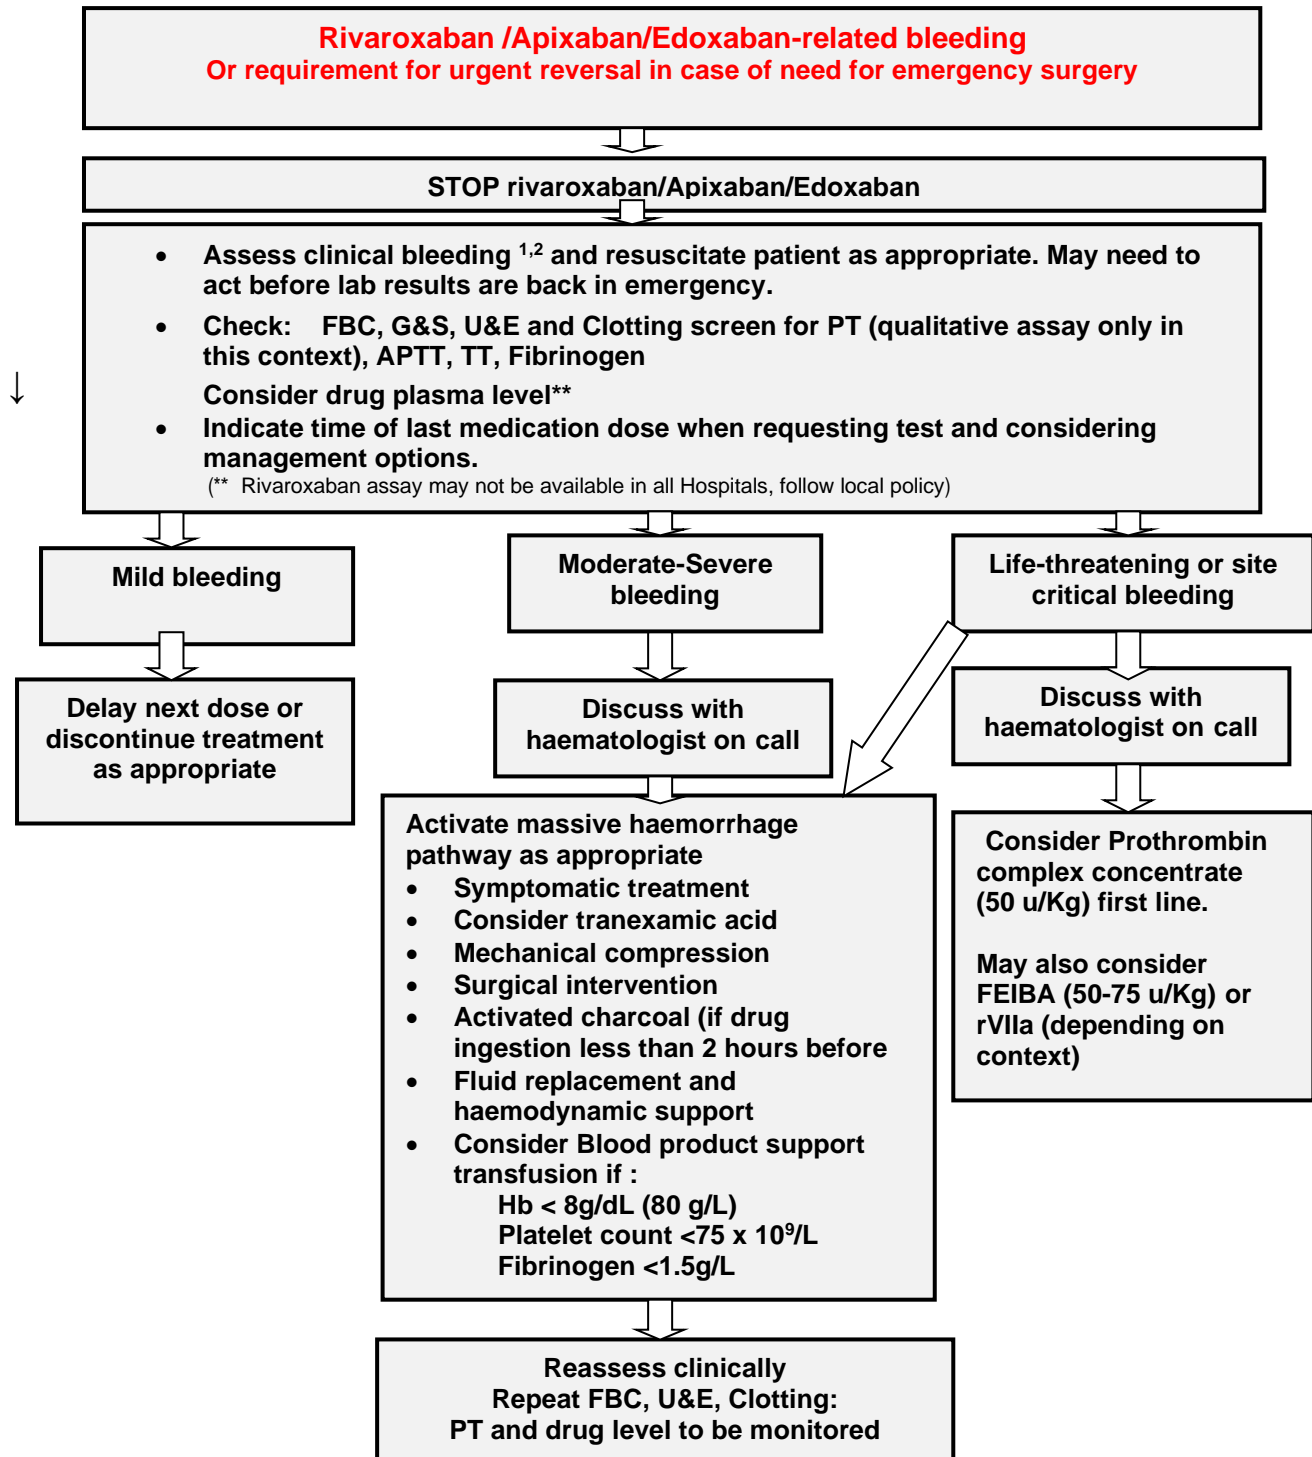 Rivaroxaban /Apixaban/Edoxaban-related bleeding
Or requirement for urgent reversal in case of need for emergency surgery
STOP rivaroxaban/Apixaban/Edoxaban
• Assess clinical bleeding 1,2 and resuscitate patient as appropriate. May need to
act before lab results are back in emergency.
• Check: FBC, G&S, U&E and Clotting screen for PT (qualitative assay only in
this context), APTT, TT, Fibrinogen
↓
Consider drug plasma level**
• Indicate time of last medication dose when requesting test and considering
management options.
(** Rivaroxaban assay may not be available in all Hospitals, follow local policy)
Mild bleeding
Delay next dose or
discontinue treatment
as appropriate
Moderate-Severe
bleeding
Discuss with
haematologist on call
Activate massive haemorrhage
pathway as appropriate
• Symptomatic treatment
• Consider tranexamic acid
• Mechanical compression
• Surgical intervention
• Activated charcoal (if drug
ingestion less than 2 hours before
• Fluid replacement and
haemodynamic support
• Consider Blood product support
transfusion if :
Hb < 8g/dL (80 g/L)
Platelet count <75 x 10⁹/L
Fibrinogen <1.5g/L
Life-threatening or site
critical bleeding
Discuss with
haematologist on call
Consider Prothrombin
complex concentrate
(50 u/Kg) first line.
May also consider
FEIBA (50-75 u/Kg) or
rVIIa (depending on
context)
Reassess clinically
Repeat FBC, U&E, Clotting:
PT and drug level to be monitored